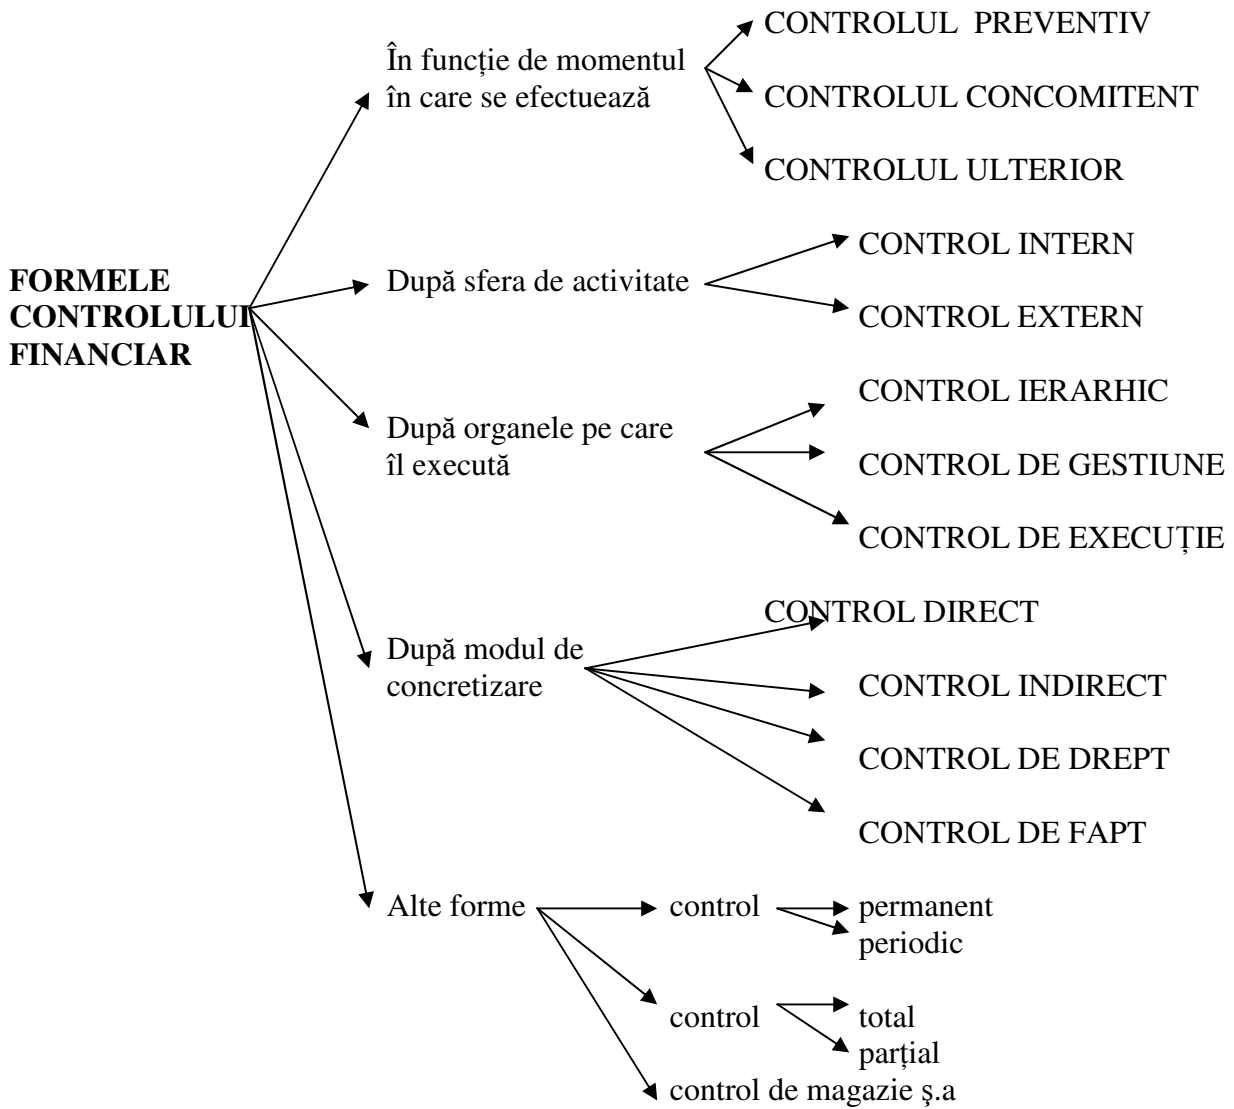 FORMELE
CONTROLULUI
FINANCIAR
În funcție de momentul
în care se efectuează
CONTROLUL PREVENTIV
CONTROLUL CONCOMITENT
CONTROLUL ULTERIOR
După sfera de activitate
CONTROL INTERN
CONTROL EXTERN
După organele pe care
îl execută
CONTROL IERARHIC
CONTROL DE GESTIUNE
CONTROL DE EXECUȚIE
După modul de
concretizare
CONTROL DIRECT
CONTROL INDIRECT
CONTROL DE DREPT
CONTROL DE FAPT
Alte forme
control
permanent
periodic
control
total
parțial
control de magazie ş.a